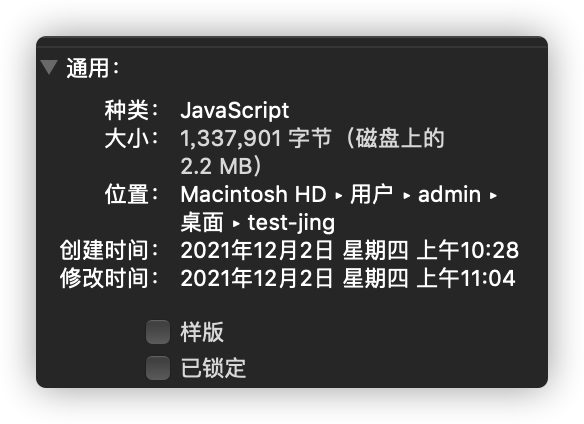 通用：
种类： JavaScript
大小： 1,337,901 字节（磁盘上的
2.2 MB）
位置： Macintosh HD ▸ 用户 ▸ admin ▸
桌面 ▸ test-jing
创建时间： 2021年12月2日 星期四 上午10:28
修改时间： 2021年12月2日 星期四 上午11:04
样版
已锁定